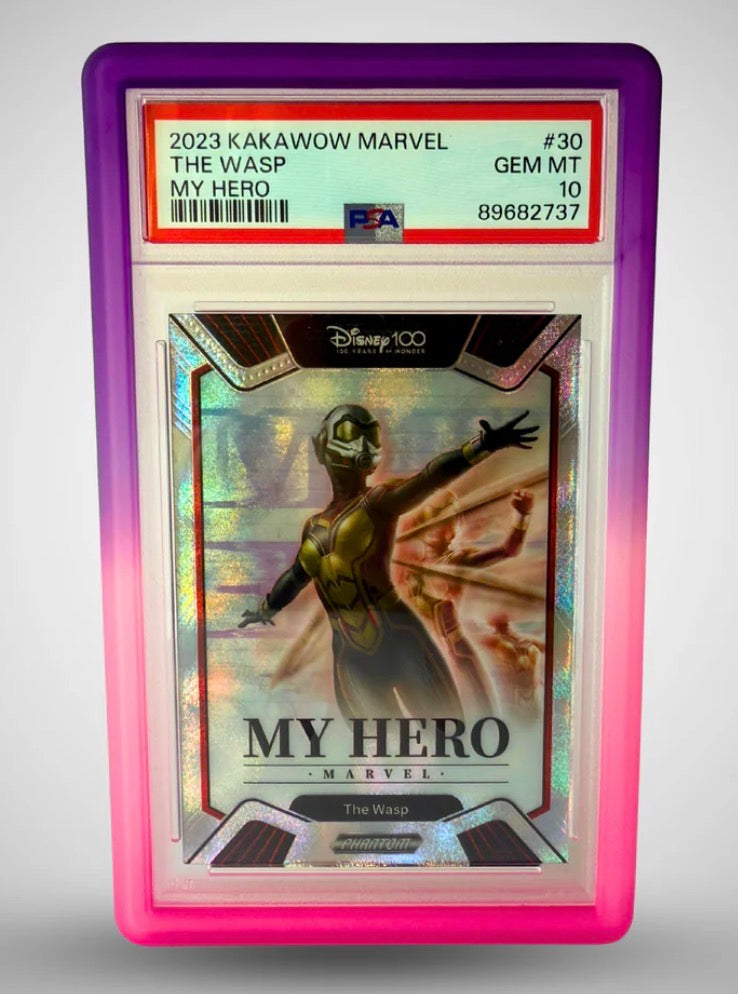 2023 KAKAWOW MARVEL #30
THE WASP GEM MT
MY HERO 10
PSA 89682737
Disney100
100 YEARS OF WONDER
MY HERO
· MARVEL ·
The Wasp
PHANTOM